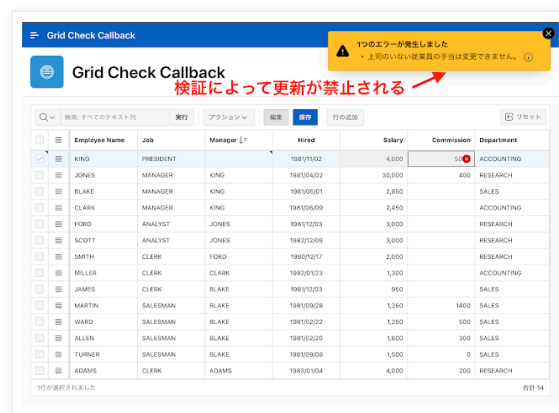 Grid Check Callback
1つのエラーが発生しました
• 上司のいない従業員の手当は変更できません。
Grid Check Callback
検証によって更新が禁止される
検索: すべてのテキスト列 実行 アクション 編集 保存 行の追加 リセット
Employee Name Job Manager Hired Salary Commission Department
KING PRESIDENT 1981/11/02 4,000 ACCOUNTING
JONES MANAGER KING 1981/04/02 30,000 400 RESEARCH
BLAKE MANAGER KING 1981/05/01 2,850 SALES
CLARK MANAGER KING 1981/06/09 2,450 ACCOUNTING
FORD ANALYST JONES 1981/12/03 3,000 RESEARCH
SCOTT ANALYST JONES 1982/12/09 3,000 RESEARCH
SMITH CLERK FORD 1980/12/17 2,000 RESEARCH
MILLER CLERK CLARK 1982/01/23 1,300 ACCOUNTING
JAMES CLERK BLAKE 1981/12/03 950 SALES
MARTIN SALESMAN BLAKE 1981/09/28 1,250 1400 SALES
WARD SALESMAN BLAKE 1981/02/22 1,250 500 SALES
ALLEN SALESMAN BLAKE 1981/02/20 1,600 300 SALES
TURNER SALESMAN BLAKE 1981/09/08 1,500 0 SALES
ADAMS CLERK ADAMS 1983/01/04 4,000 200 RESEARCH
1行が選択されました 合計 14